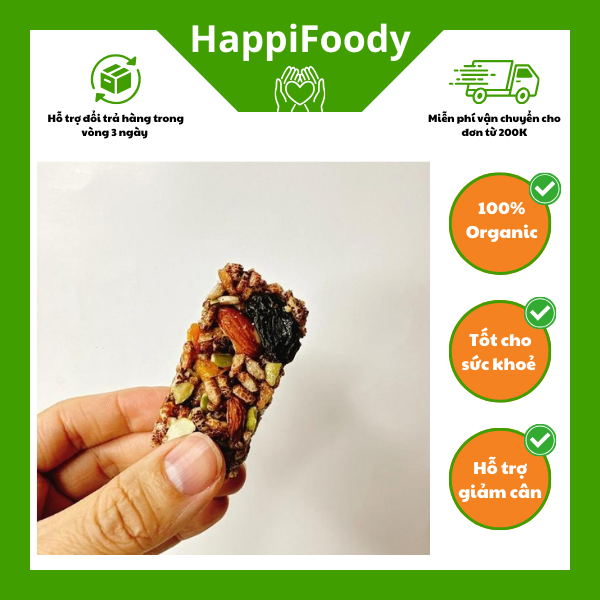 HappiFoody
Hỗ trợ đổi trả hàng trong
vòng 3 ngày
Miễn phí vận chuyển cho
đơn từ 200K
100%
Organic
Tốt cho
sức khoẻ
Hỗ trợ
giảm cân